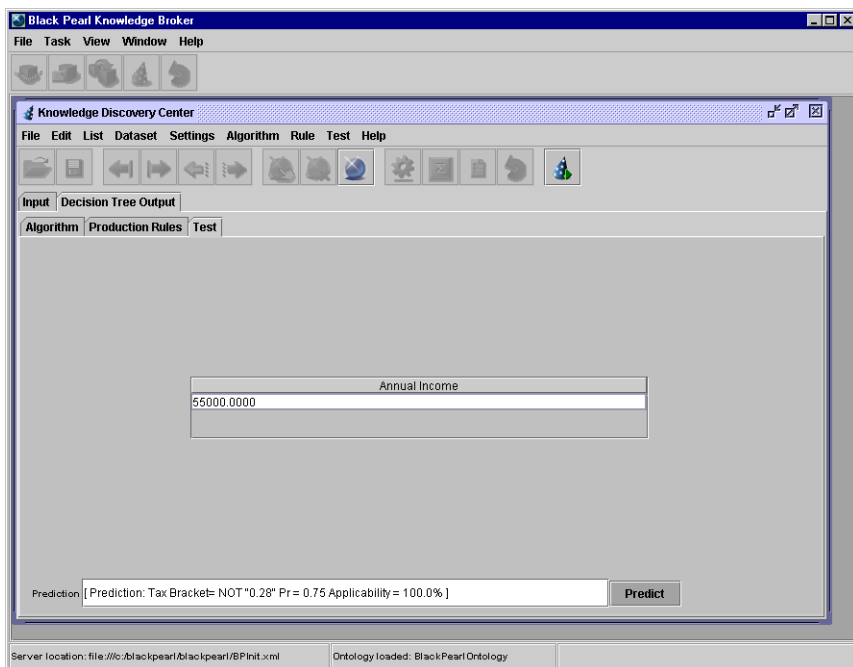 Black Pearl Knowledge Broker
File Task View Window Help
Knowledge Discovery Center
File Edit List Dataset Settings Algorithm Rule Test Help
Input Decision Tree Output
Algorithm Production Rules Test
Annual Income
55000.0000
Prediction [ Prediction: Tax Bracket= NOT "0.28" Pr = 0.75 Applicability = 100.0% ] Predict
Server location: file:///c:/blackpearl/blackpearl/BPInit.xml Ontology loaded: BlackPearlOntology